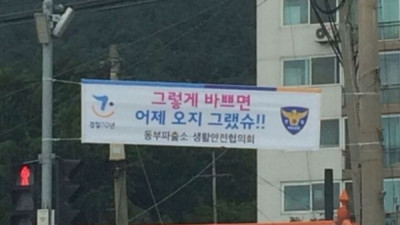 그렇게 바쁘면
어제 오지 그랬슈!!
동부파출소·생활안전협의회